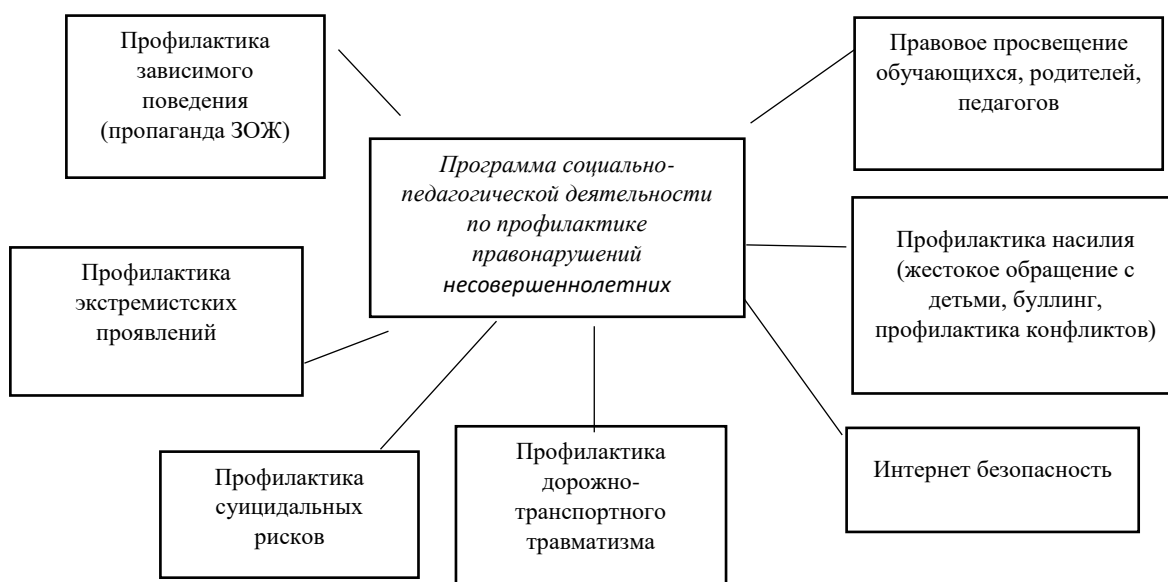 Профилактика
зависимого
поведения
(пропаганда ЗОЖ)
Правовое просвещение
обучающихся, родителей,
педагогов
Программа социально-
педагогической деятельности
по профилактике
правонарушений
несовершеннолетних
Профилактика насилия
(жестокое обращение с
детьми, буллинг,
профилактика конфликтов)
Профилактика
экстремистских
проявлений
Профилактика
суицидальных
рисков
Профилактика
дорожно-
транспортного
травматизма
Интернет безопасность